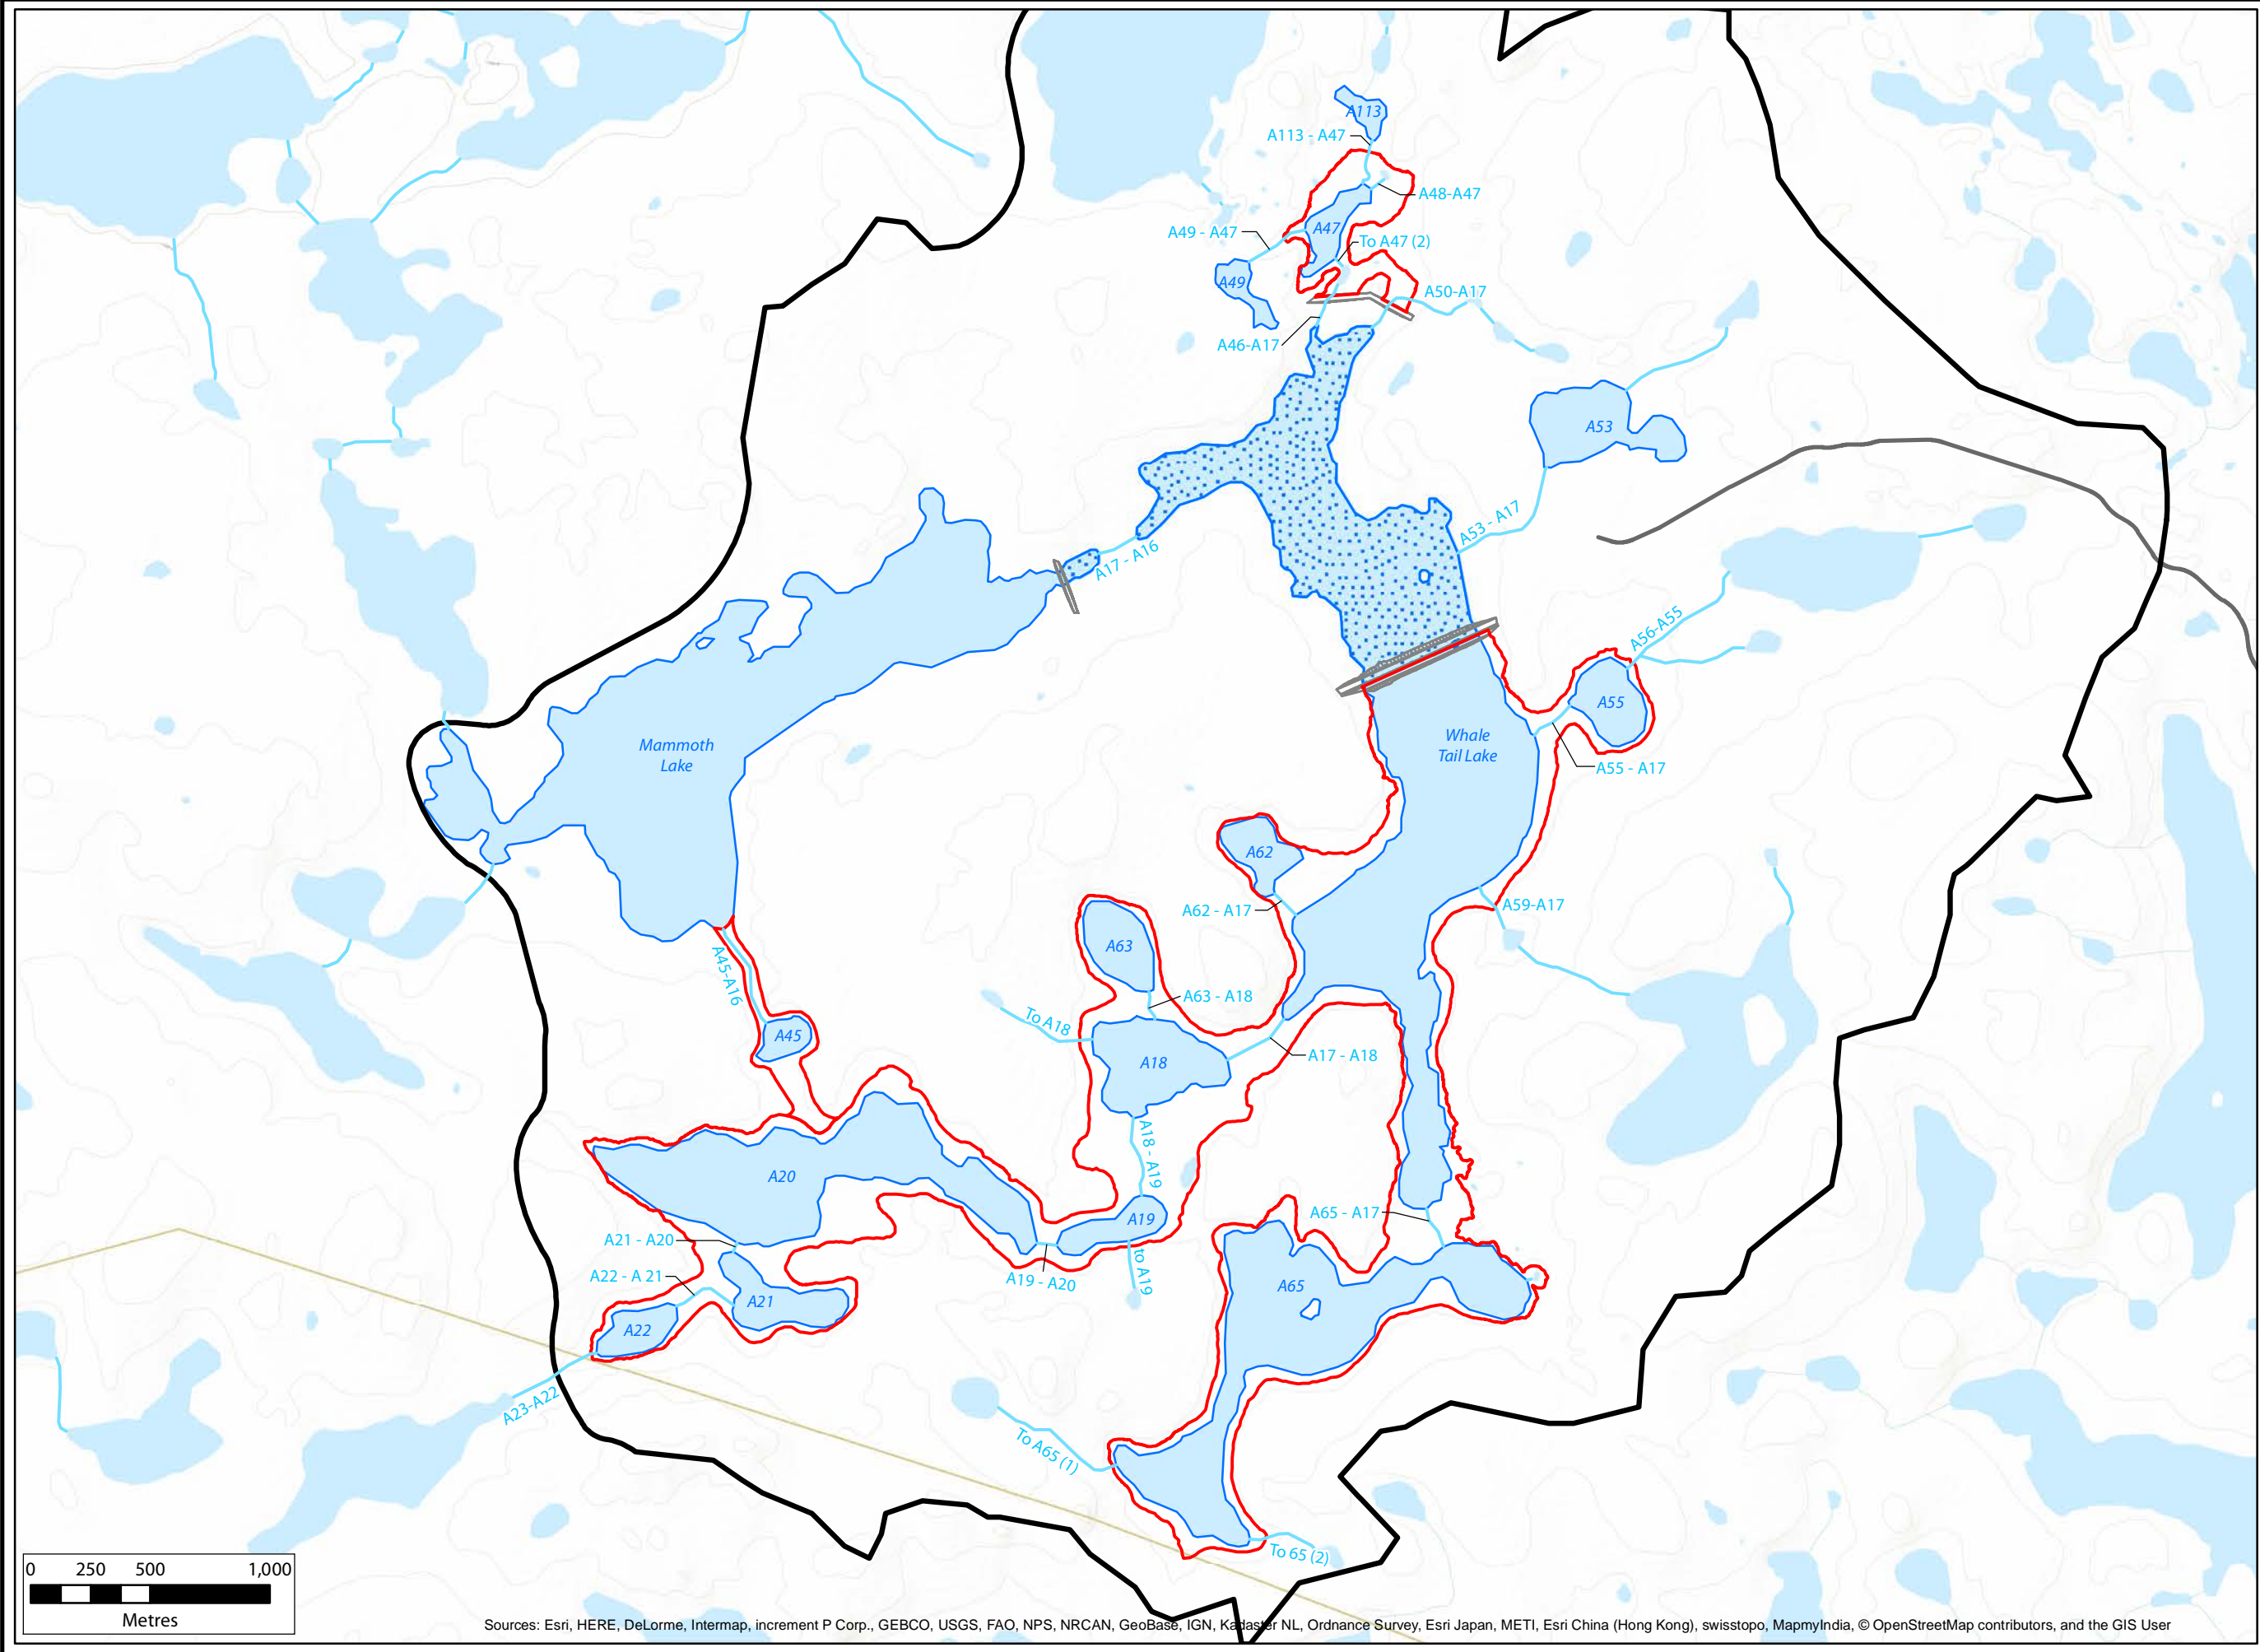 A113
A113 - A47
A48-A47
A47
A49 - A47
To A47 (2)
A49
A50-A17
A46-A17
A53
A53 - A17
A17 - A16
A56-A55
A55
Mammoth
Lake
Whale
Tail Lake
A55 - A17
A62
A62 - A17
A59-A17
A63
A45-A16
A63 - A18
To A18
A45
A18
A17 - A18
A18 - A19
A20
A19
A65 - A17
A21 - A20
A22 - A 21
A19 - A20
to A19
A65
A21
A22
A23-A22
To A65 (1)
To 65 (2)
0 250 500 1,000
Metres
Sources: Esri, HERE, DeLorme, Intermap, increment P Corp., GEBCO, USGS, FAO, NPS, NRCAN, GeoBase, IGN, Kadaster NL, Ordnance Survey, Esri Japan, METI, Esri China (Hong Kong), swisstopo, MapmyIndia, © OpenStreetMap contributors, and the GIS User